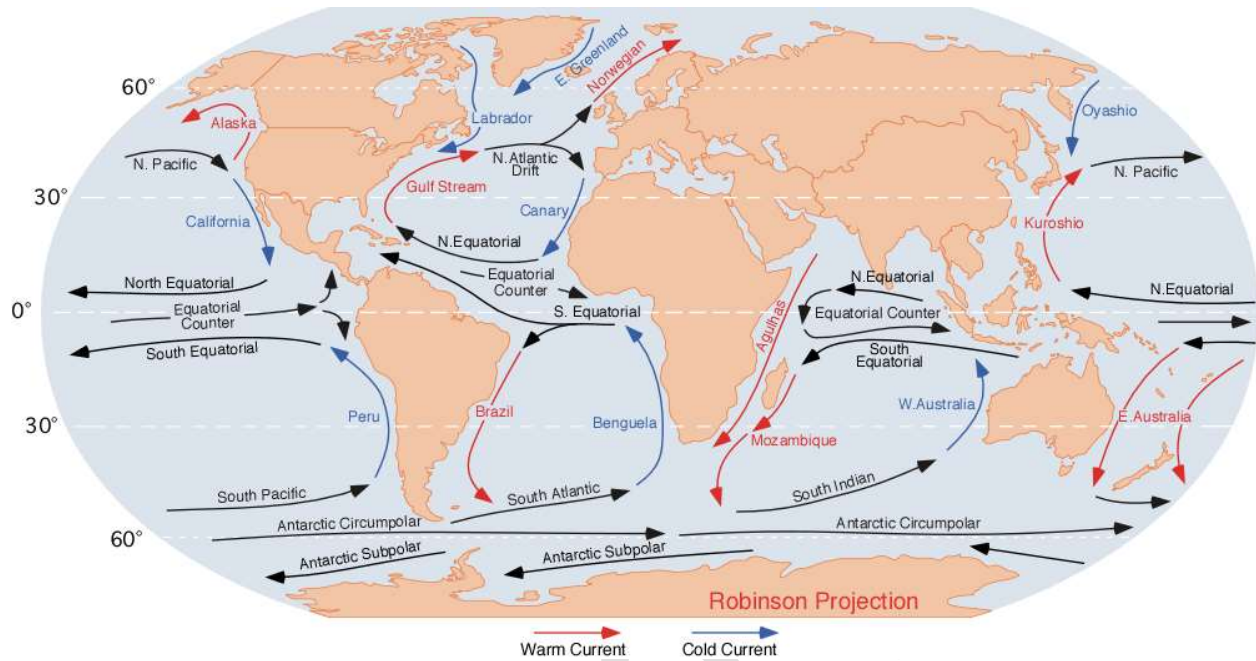 60°
E. Greenland
Norwegian
Alaska
Labrador
Oyashio
N. Pacific
N.Atlantic
Drift
N. Pacific
30°
Gulf Stream
California
Canary
Kuroshio
N.Equatorial
North Equatorial
Equatorial
Counter
N.Equatorial
N.Equatorial
0°
Equatorial
Counter
S. Equatorial
Agulhas
Equatorial Counter
South Equatorial
South
Equatorial
Peru
Brazil
Benguela
W.Australia
E.Australia
30°
Mozambique
South Pacific
South Atlantic
South Indian
Antarctic Circumpolar
Antarctic Circumpolar
60°
Antarctic Subpolar
Antarctic Subpolar
Robinson Projection
Warm Current
Cold Current